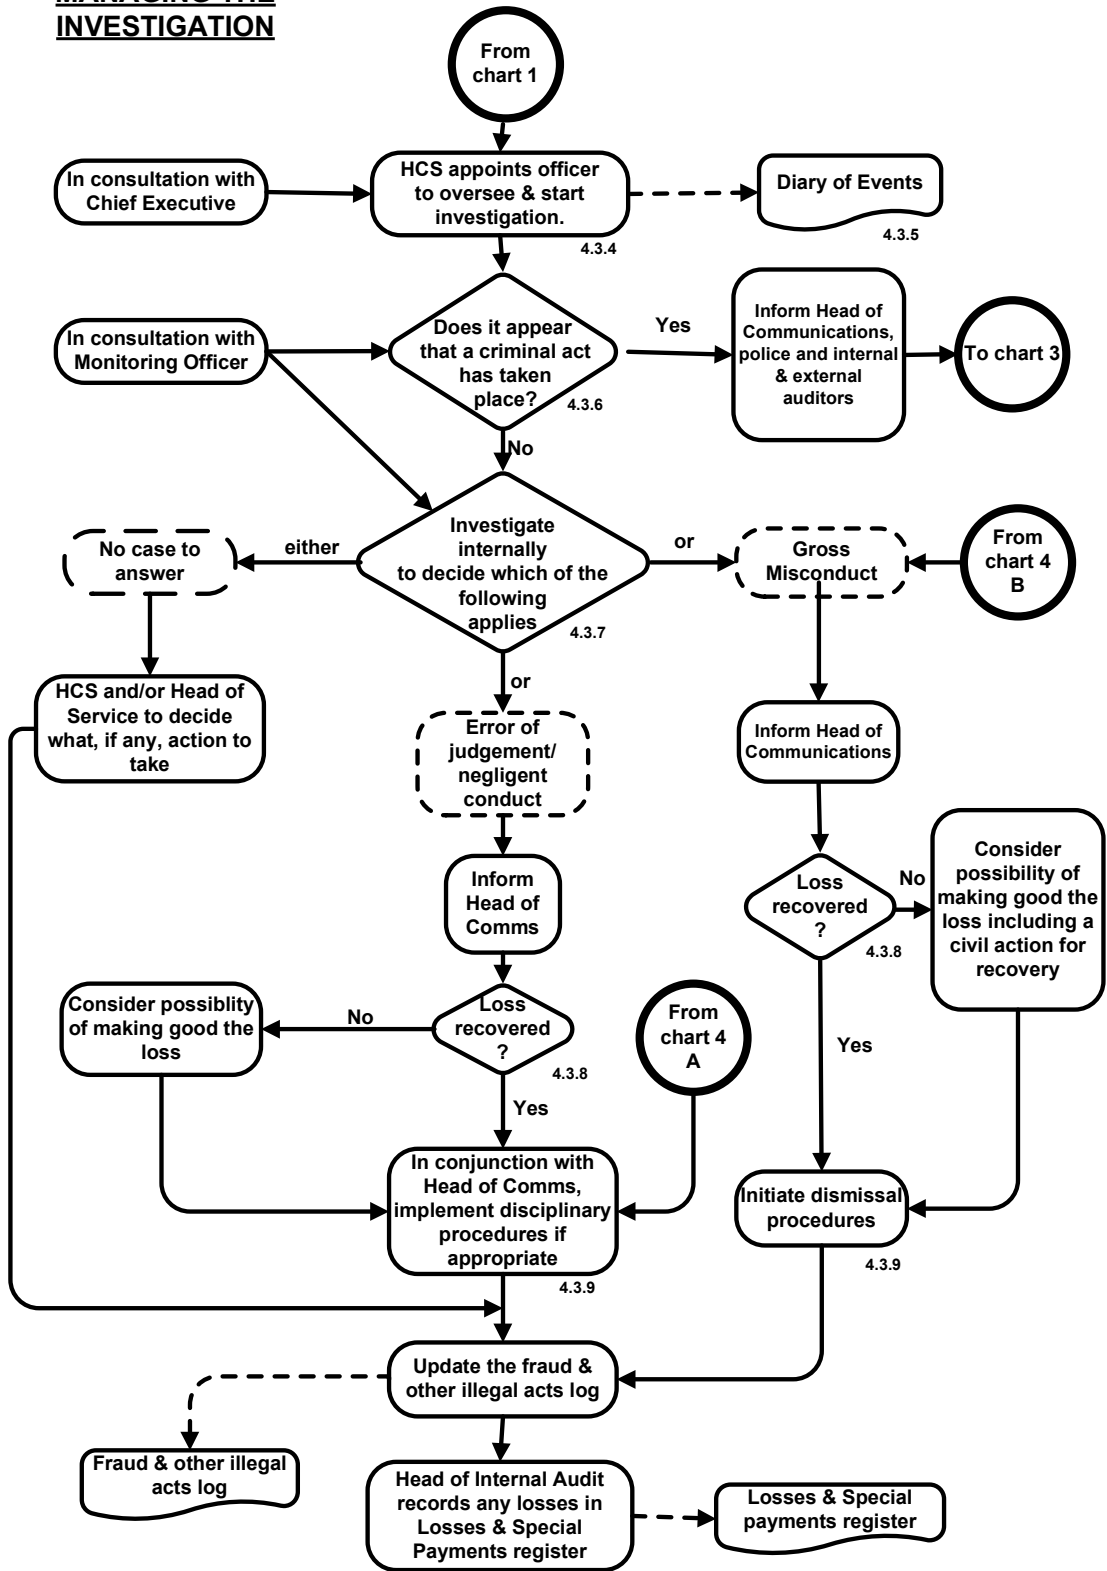 MANAGING THE
INVESTIGATION
From
chart 1
In consultation with
Chief Executive
HCS appoints officer
to oversee & start
investigation.
4.3.4
Diary of Events
4.3.5
In consultation with
Monitoring Officer
Does it appear
that a criminal act
has taken
place?
4.3.6
Yes
Inform Head of
Communications,
police and internal
& external
auditors
To chart 3
No
Investigate
internally
to decide which of the
following
applies
4.3.7
either
No case to
answer
or
Gross
Misconduct
From
chart 4
B
HCS and/or Head of
Service to decide
what, if any, action to
take
or
Error of
judgement/
negligent
conduct
Inform Head of
Communications
Inform
Head of
Comms
Loss
recovered
?
4.3.8
No
Consider
possibility of
making good the
loss including a
civil action for
recovery
Consider possiblity
of making good the
loss
No
Loss
recovered
?
4.3.8
From
chart 4
A
Yes
Yes
In conjunction with
Head of Comms,
implement disciplinary
procedures if
appropriate
4.3.9
Initiate dismissal
procedures
4.3.9
Update the fraud &
other illegal acts log
Fraud & other illegal
acts log
Head of Internal Audit
records any losses in
Losses & Special
Payments register
Losses & Special
payments register